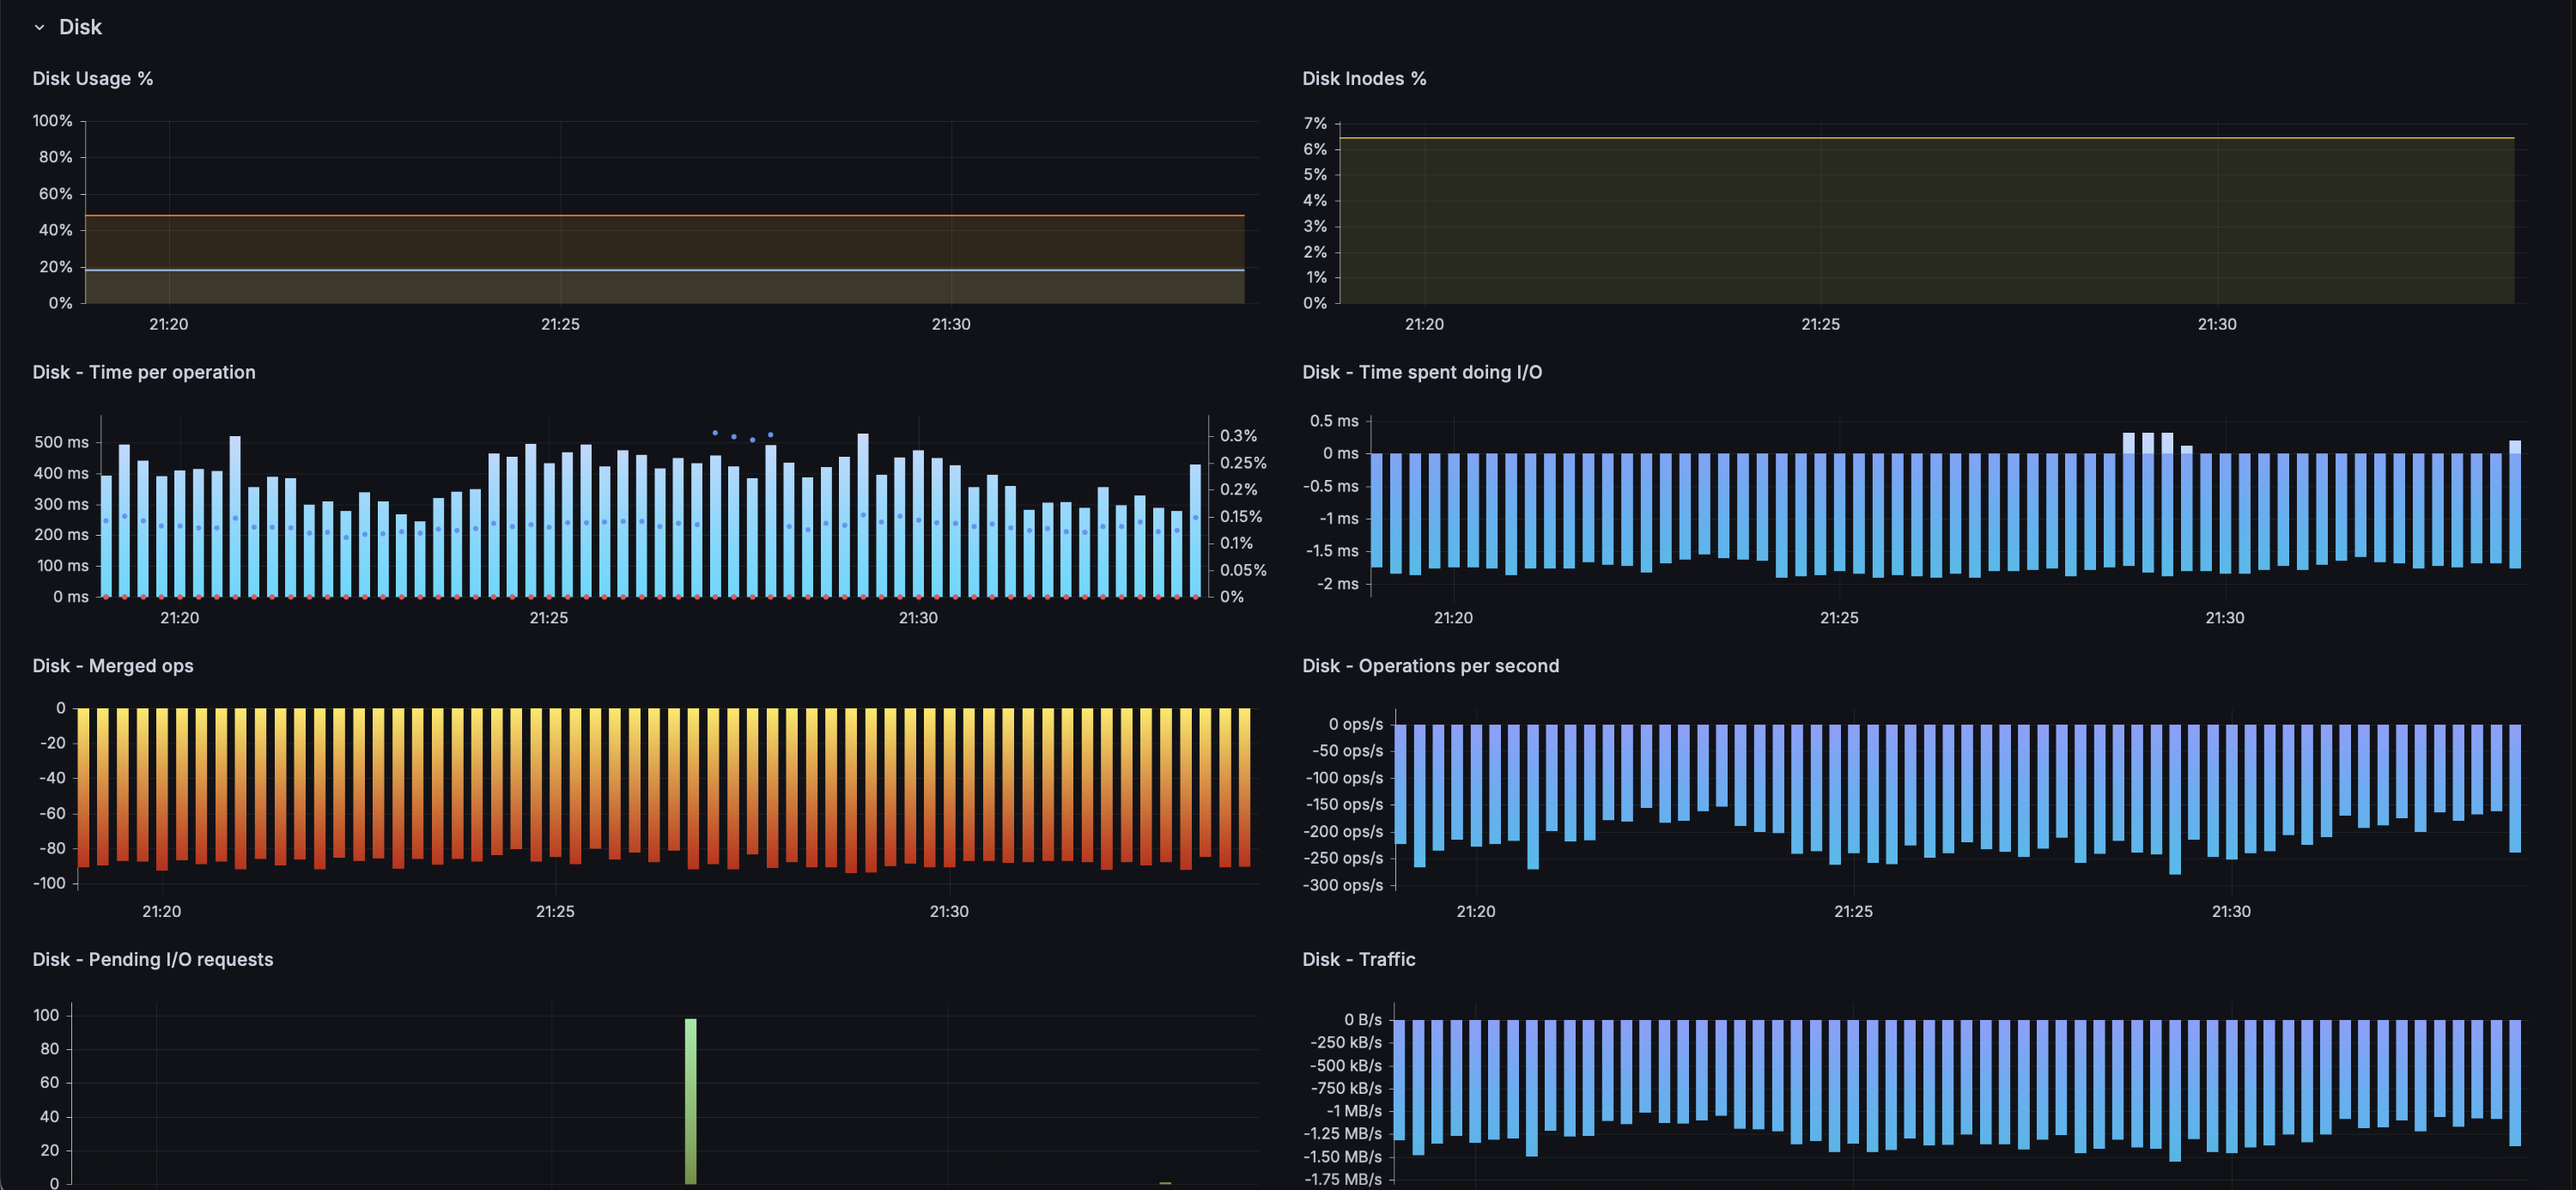 Disk
Disk Usage %
100%
80%
60%
40%
20%
0%
21:20 21:25 21:30
Disk Inodes %
7%
6%
5%
4%
3%
2%
1%
0%
21:20 21:25 21:30
Disk - Time per operation
500 ms
400 ms
300 ms
200 ms
100 ms
0 ms
0.3%
0.25%
0.2%
0.15%
0.1%
0.05%
0%
21:20 21:25 21:30
Disk - Time spent doing I/O
0.5 ms
0 ms
-0.5 ms
-1 ms
-1.5 ms
-2 ms
21:20 21:25 21:30
Disk - Merged ops
0
-20
-40
-60
-80
-100
21:20 21:25 21:30
Disk - Operations per second
0 ops/s
-50 ops/s
-100 ops/s
-150 ops/s
-200 ops/s
-250 ops/s
-300 ops/s
21:20 21:25 21:30
Disk - Pending I/O requests
100
80
60
40
20
0
Disk - Traffic
0 B/s
-250 kB/s
-500 kB/s
-750 kB/s
-1 MB/s
-1.25 MB/s
-1.50 MB/s
-1.75 MB/s